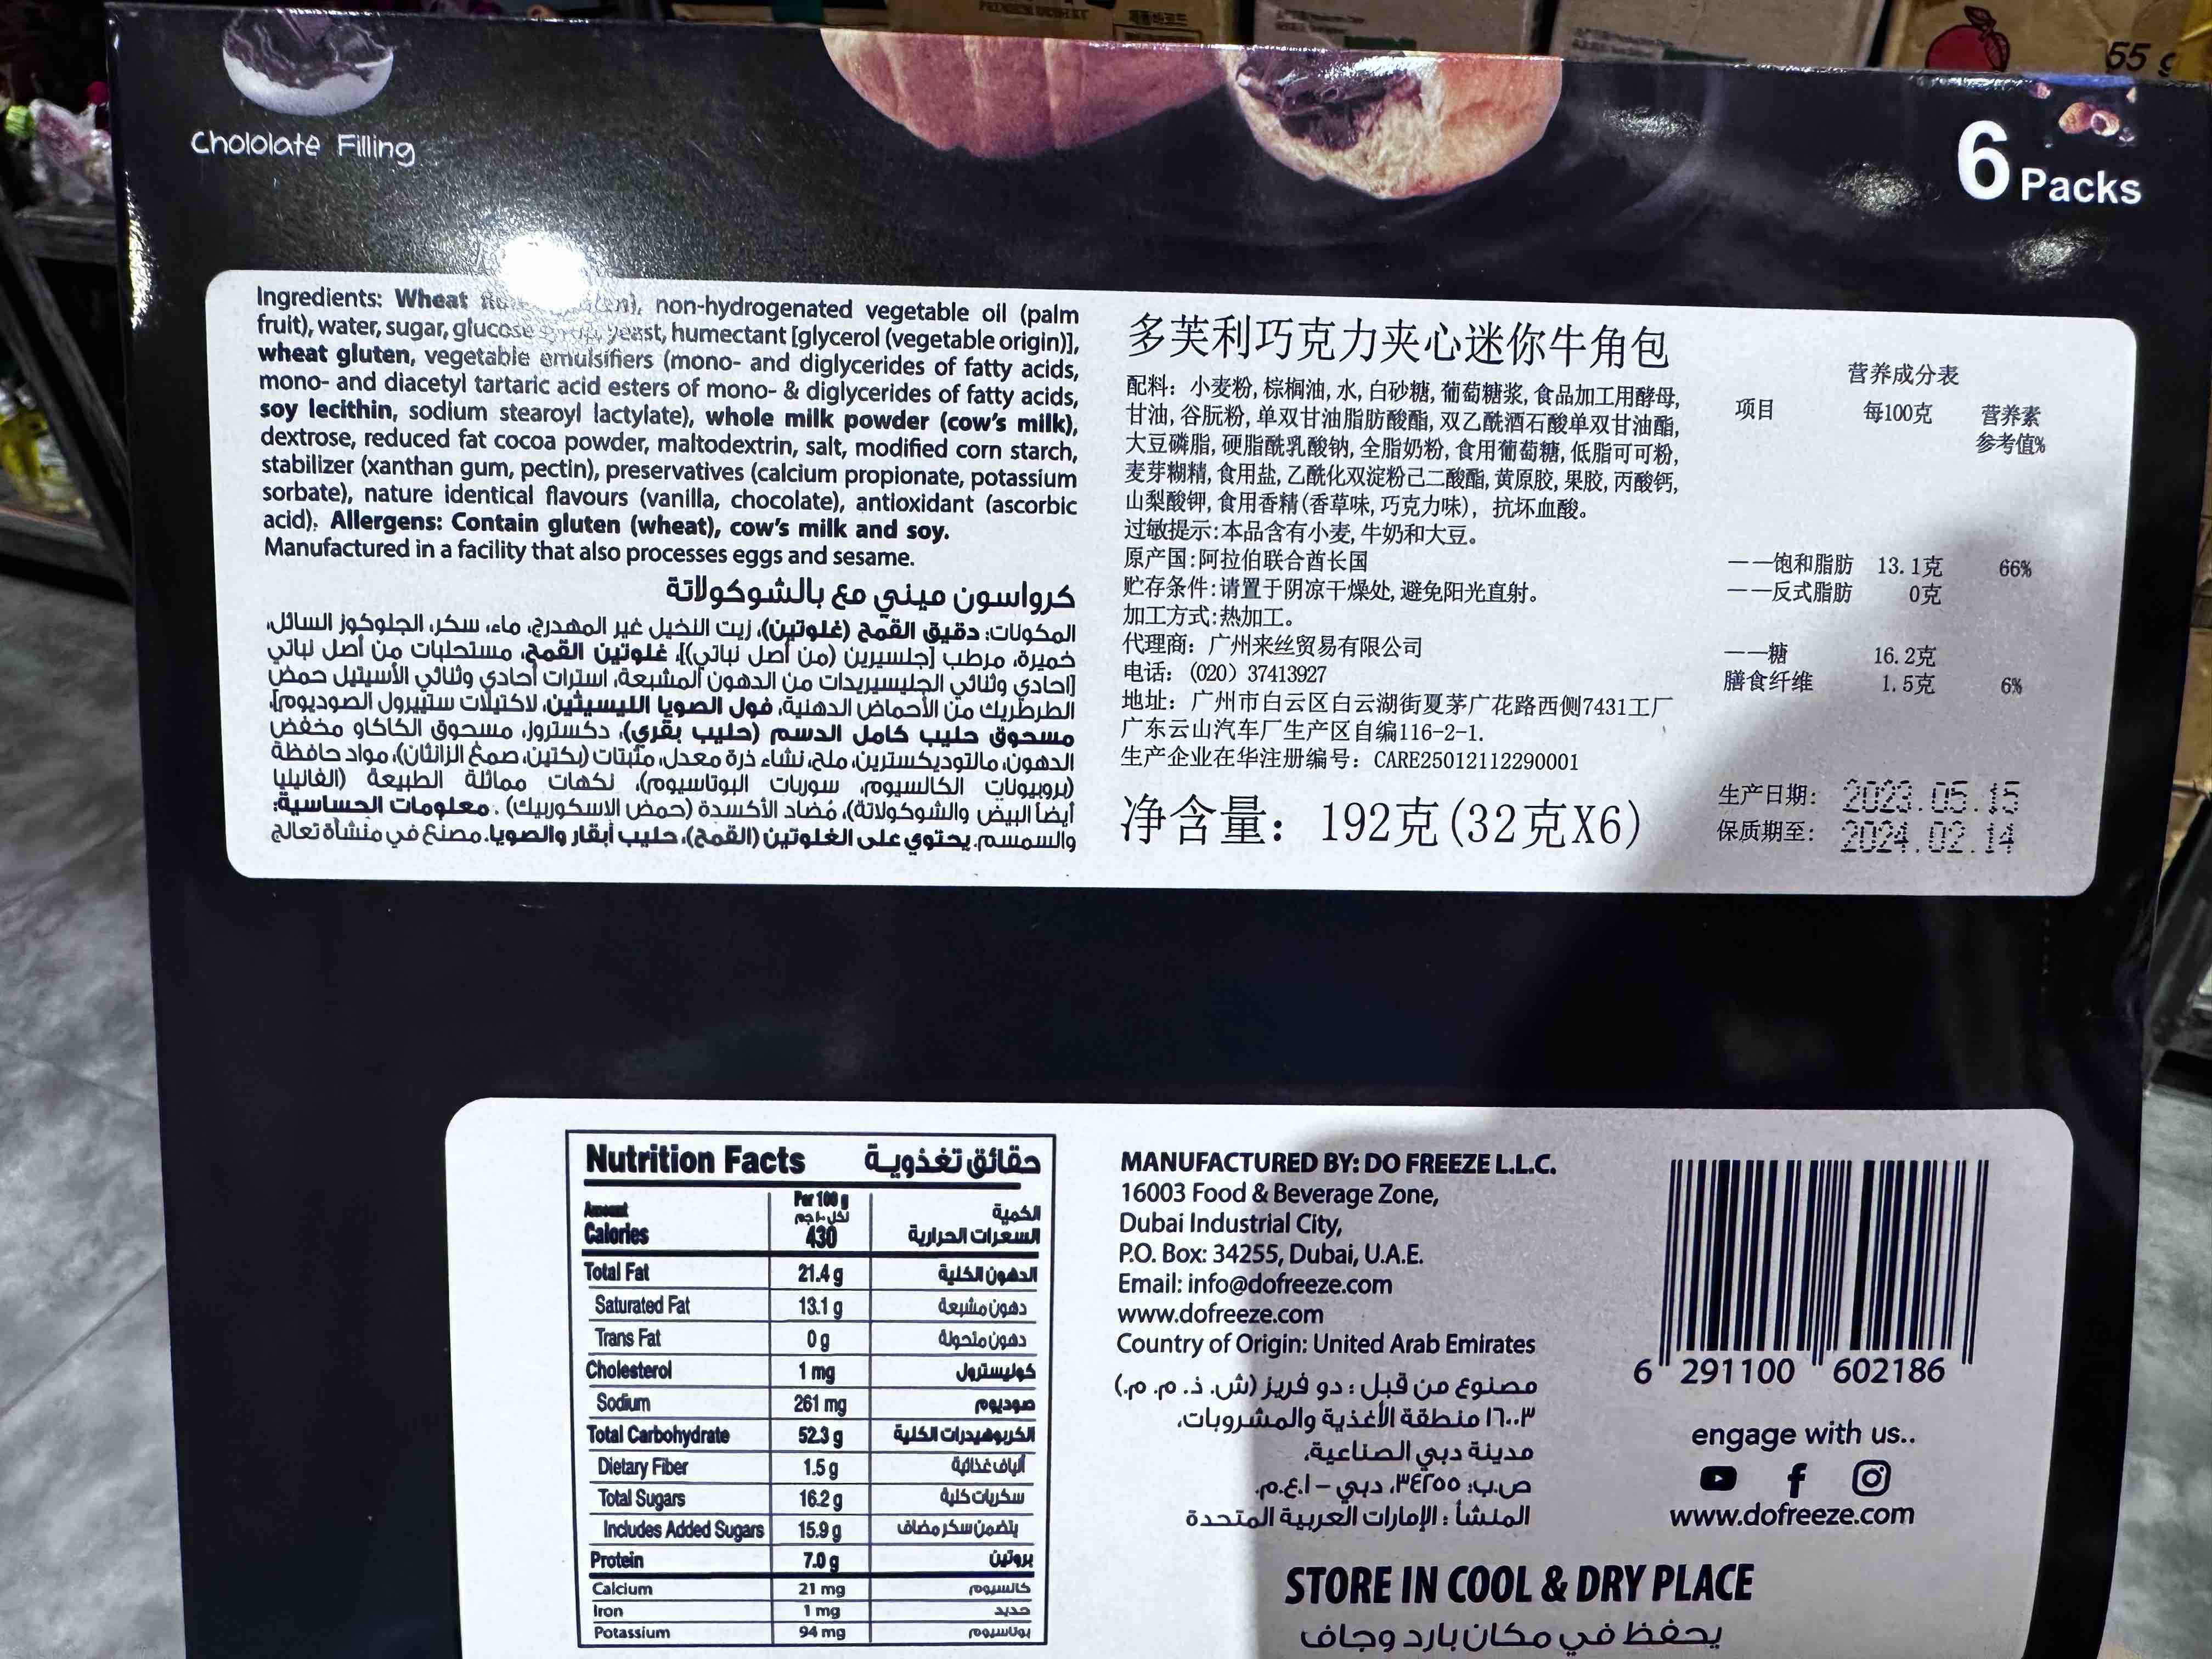 PREMIUM DESSERT
55 g
Chololate Filling
6 Packs
Ingredients: Wheat non-hydrogenated vegetable oil (palm
fruit), water, sugar, glucose yeast, humectant [glycerol (vegetable origin)],
wheat gluten, vegetable emulsifiers (mono- and diglycerides of fatty acids,
mono- and diacetyl tartaric acid esters of mono- & diglycerides of fatty acids,
soy lecithin, sodium stearoyl lactylate), whole milk powder (cow's milk),
dextrose, reduced fat cocoa powder, maltodextrin, salt, modified corn starch,
stabilizer (xanthan gum, pectin), preservatives (calcium propionate, potassium
sorbate), nature identical flavours (vanilla, chocolate), antioxidant (ascorbic
acid). Allergens: Contain gluten (wheat), cow's milk and soy.
Manufactured in a facility that also processes eggs and sesame.
كرواسون ميني مع بالشوكولاتة
المكونات: دقيق القمح (غلوتين)، زيت النخيل غير المهدرج، ماء، سكر، الجلوكوز السائل،
خميرة، مرطب [جلسيرين (من أصل نباتي)]، غلوتين القمح، مستحلبات من أصل نباتي
[احادي وثنائي الجليسيريدات من الدهون المشبعة، استرات أحادي وثنائي الأسيتيل حمض
الطرطريك من الأحماض الدهنية، فول الصويا الليسيثين، لاكتيلات ستيبرول الصوديوم]،
مسحوق حليب كامل الدسم (حليب بقري)، دكستروز، مسحوق الكاكاو مخفض
الدهون، مالتوديكسترين، ملح، نشاء ذرة معدل، مثبتات (بكتين، صمغ الزانثان)، مواد حافظة
(بروبيونات الكالسيوم، سوربات البوتاسيوم)، نكهات مماثلة الطبيعة (الفانيليا
أيضاً البيض والشوكولاتة)، مُضاد الأكسدة (حمض الاسكوربيك) . معلومات الحساسية:
والسمسم. يحتوي على الغلوتين (القمح)، حليب أبقار والصويا. مصنع في منشأة تعالج
多芙利巧克力夹心迷你牛角包
配料：小麦粉, 棕榈油, 水, 白砂糖, 葡萄糖浆, 食品加工用酵母,
甘油, 谷朊粉, 单双甘油脂肪酸酯, 双乙酰酒石酸单双甘油酯,
大豆磷脂, 硬脂酰乳酸钠, 全脂奶粉, 食用葡萄糖, 低脂可可粉,
麦芽糊精, 食用盐, 乙酰化双淀粉己二酸酯, 黄原胶, 果胶, 丙酸钙,
山梨酸钾, 食用香精(香草味, 巧克力味)，抗坏血酸。
过敏提示:本品含有小麦, 牛奶和大豆。
原产国:阿拉伯联合酋长国
贮存条件:请置于阴凉干燥处, 避免阳光直射。
加工方式:热加工。
代理商：广州来丝贸易有限公司
电话：（020）37413927
地址：广州市白云区白云湖街夏茅广花路西侧7431工厂
广东云山汽车厂生产区自编116-2-1.
生产企业在华注册编号：CARE25012112290001
净含量：192克(32克X6)
营养成分表
项目 每100克 营养素
参考值%
——饱和脂肪 13.1克 66%
——反式脂肪 0克
——糖 16.2克
膳食纤维 1.5克 6%
生产日期：2023.05.15
保质期至：2024.02.14
Nutrition Facts حقائق تغذوية
Amount Per 100 g الكمية
لكل ١٠٠جم
Calories 430 السعرات الحرارية
Total Fat 21.4 g الدهون الكلية
Saturated Fat 13.1 g دهون مشبعة
Trans Fat 0 g دهون متحولة
Cholesterol 1 mg كوليسترول
Sodium 261 mg صوديوم
Total Carbohydrate 52.3 g الكربوهيدرات الكلية
Dietary Fiber 1.5 g ألياف غذائية
Total Sugars 16.2 g سكريات كلية
Includes Added Sugars 15.9 g يتضمن سكر مضاف
Protein 7.0 g بروتين
Calcium 21 mg كالسيوم
Iron 1 mg حديد
Potassium 94 mg بوتاسيوم
MANUFACTURED BY: DO FREEZE L.L.C.
16003 Food & Beverage Zone,
Dubai Industrial City,
P.O. Box: 34255, Dubai, U.A.E.
Email: info@dofreeze.com
www.dofreeze.com
Country of Origin: United Arab Emirates
مصنوع من قبل : دو فريز (ش. ذ. م. م.)
١٦٠٠٣ منطقة الأغذية والمشروبات،
مدينة دبي الصناعية،
ص.ب: ٣٤٢٥٥، دبي – ا.ع.م.
المنشأ : الإمارات العربية المتحدة
6 291100 602186
engage with us..
www.dofreeze.com
STORE IN COOL & DRY PLACE
يحفظ في مكان بارد وجاف